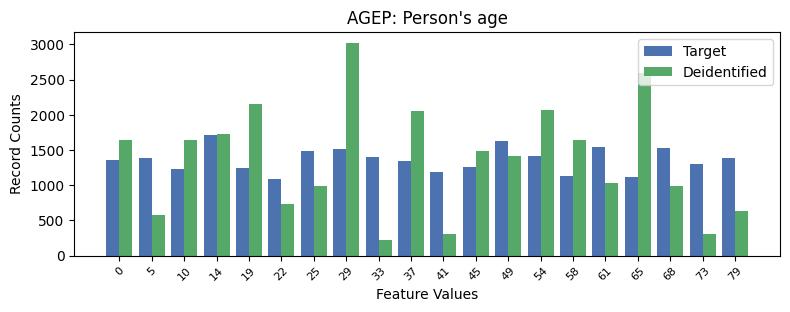 AGEP: Person's age
Record Counts
3000
2500
2000
1500
1000
500
0
Target
Deidentified
0 5 10 14 19 22 25 29 33 37 41 45 49 54 58 61 65 68 73 79
Feature Values